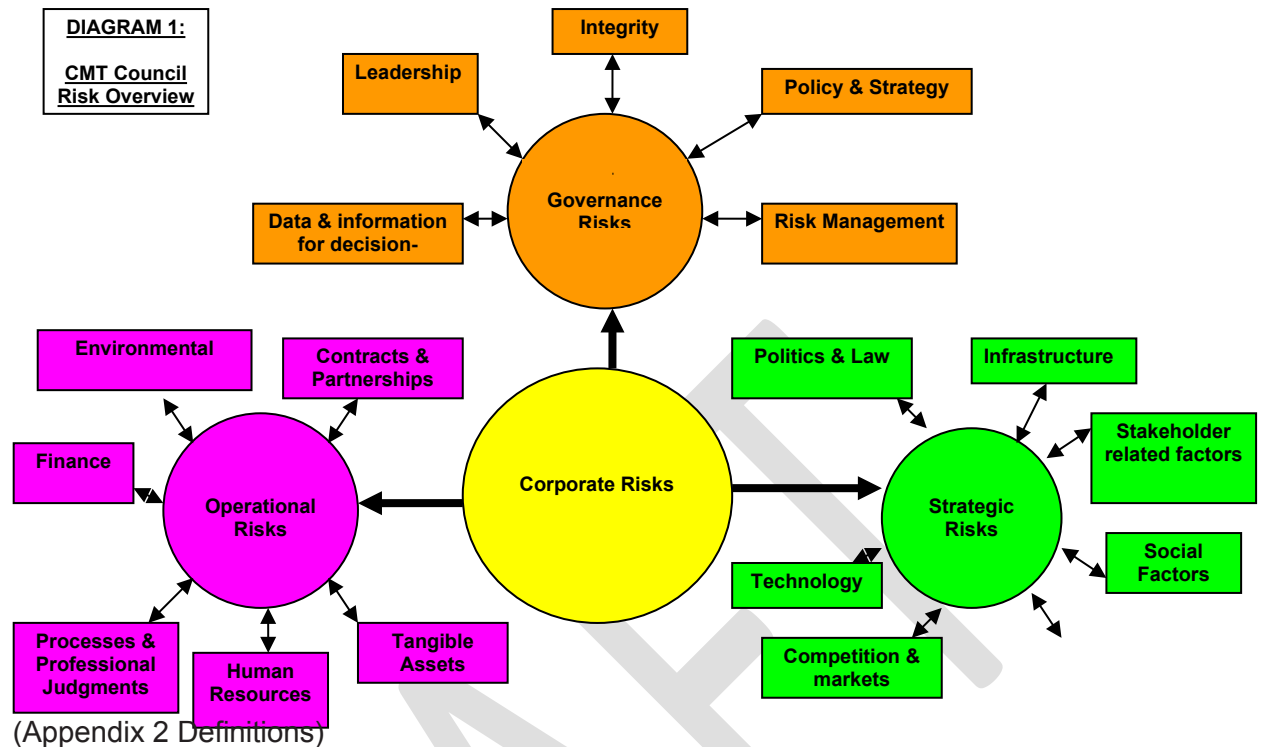 DIAGRAM 1:
CMT Council
Risk Overview
Integrity
Leadership
Policy & Strategy
Governance
Risks
Data & information
for decision-
Risk Management
Environmental
Contracts &
Partnerships
Politics & Law
Infrastructure
Finance
Stakeholder
related factors
Operational
Risks
Corporate Risks
Strategic
Risks
Technology
Social
Factors
Processes &
Professional
Judgments
Human
Resources
Tangible
Assets
Competition &
markets
(Appendix 2 Definitions)